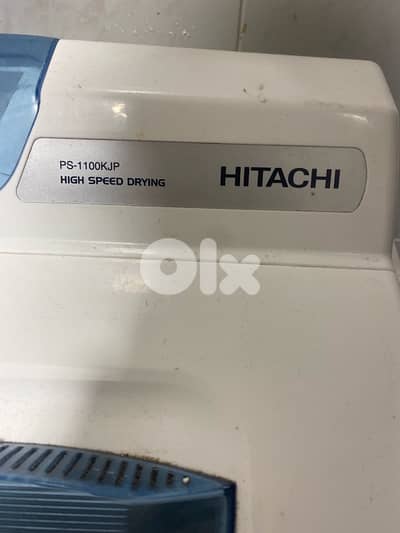 PS-1100KJP
HIGH SPEED DRYING
HITACHI
OLX